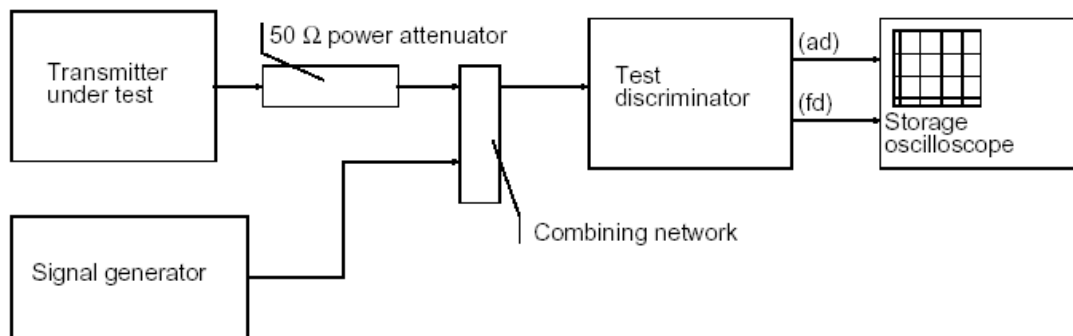 50 Ω power attenuator
Transmitter
under test
Test
discriminator
(ad)
(fd)
Storage
oscilloscope
Combining network
Signal generator